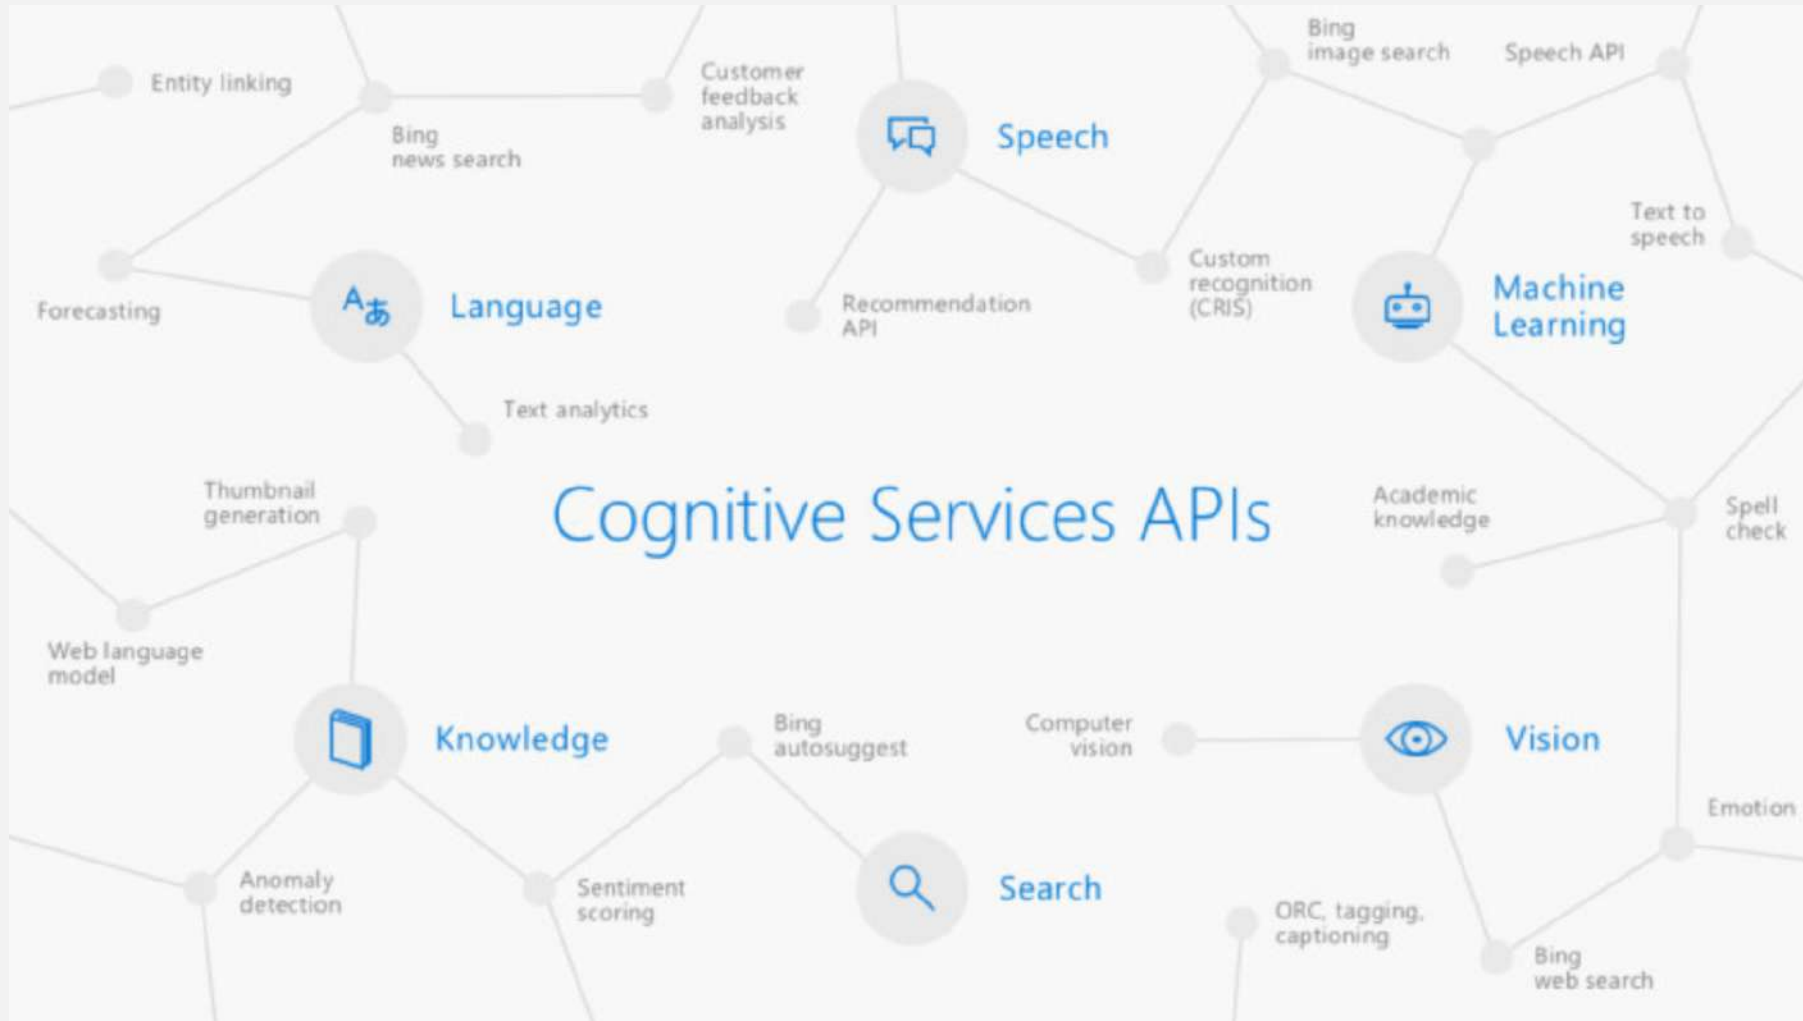 Bing
image search
Speech API
Entity linking
Customer
feedback
analysis
Bing
news search
Speech
Text to
speech
Custom
recognition
(CRIS)
Machine
Learning
Forecasting
Language
Recommendation
API
Text analytics
Thumbnail
generation
Cognitive Services APIs
Academic
knowledge
Spell
check
Web language
model
Knowledge
Bing
autosuggest
Computer
vision
Vision
Emotion
Anomaly
detection
Sentiment
scoring
Search
ORC, tagging,
captioning
Bing
web search
Aあ